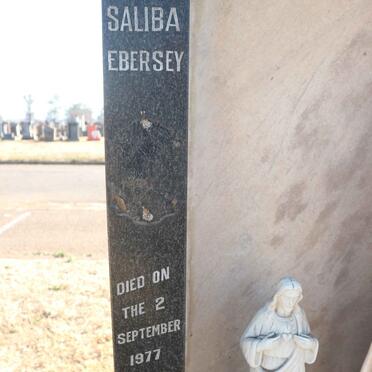 SALIBA
EBERSEY
DIED ON
THE 2
SEPTEMBER
1977